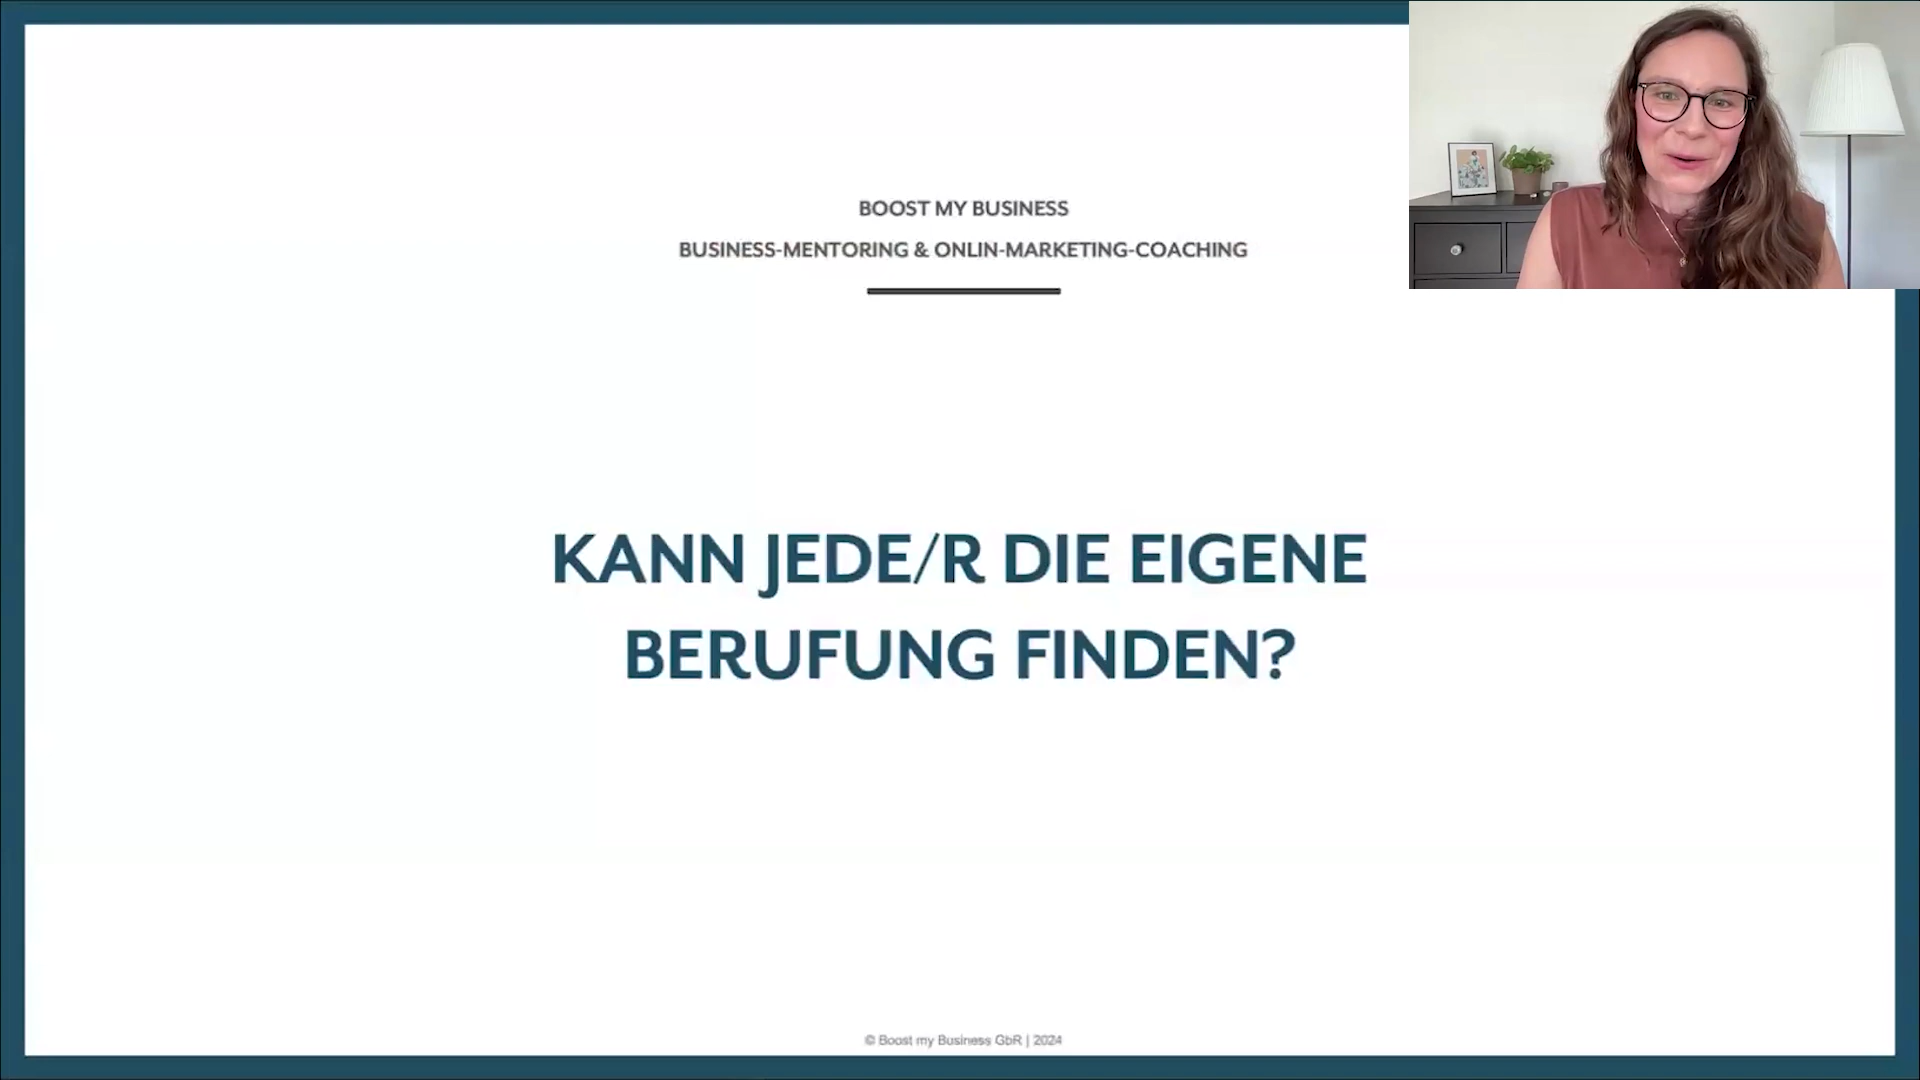 BOOST MY BUSINESS
BUSINESS-MENTORING & ONLIN-MARKETING-COACHING
KANN JEDE/R DIE EIGENE
BERUFUNG FINDEN?
© Boost my Business GbR | 2024